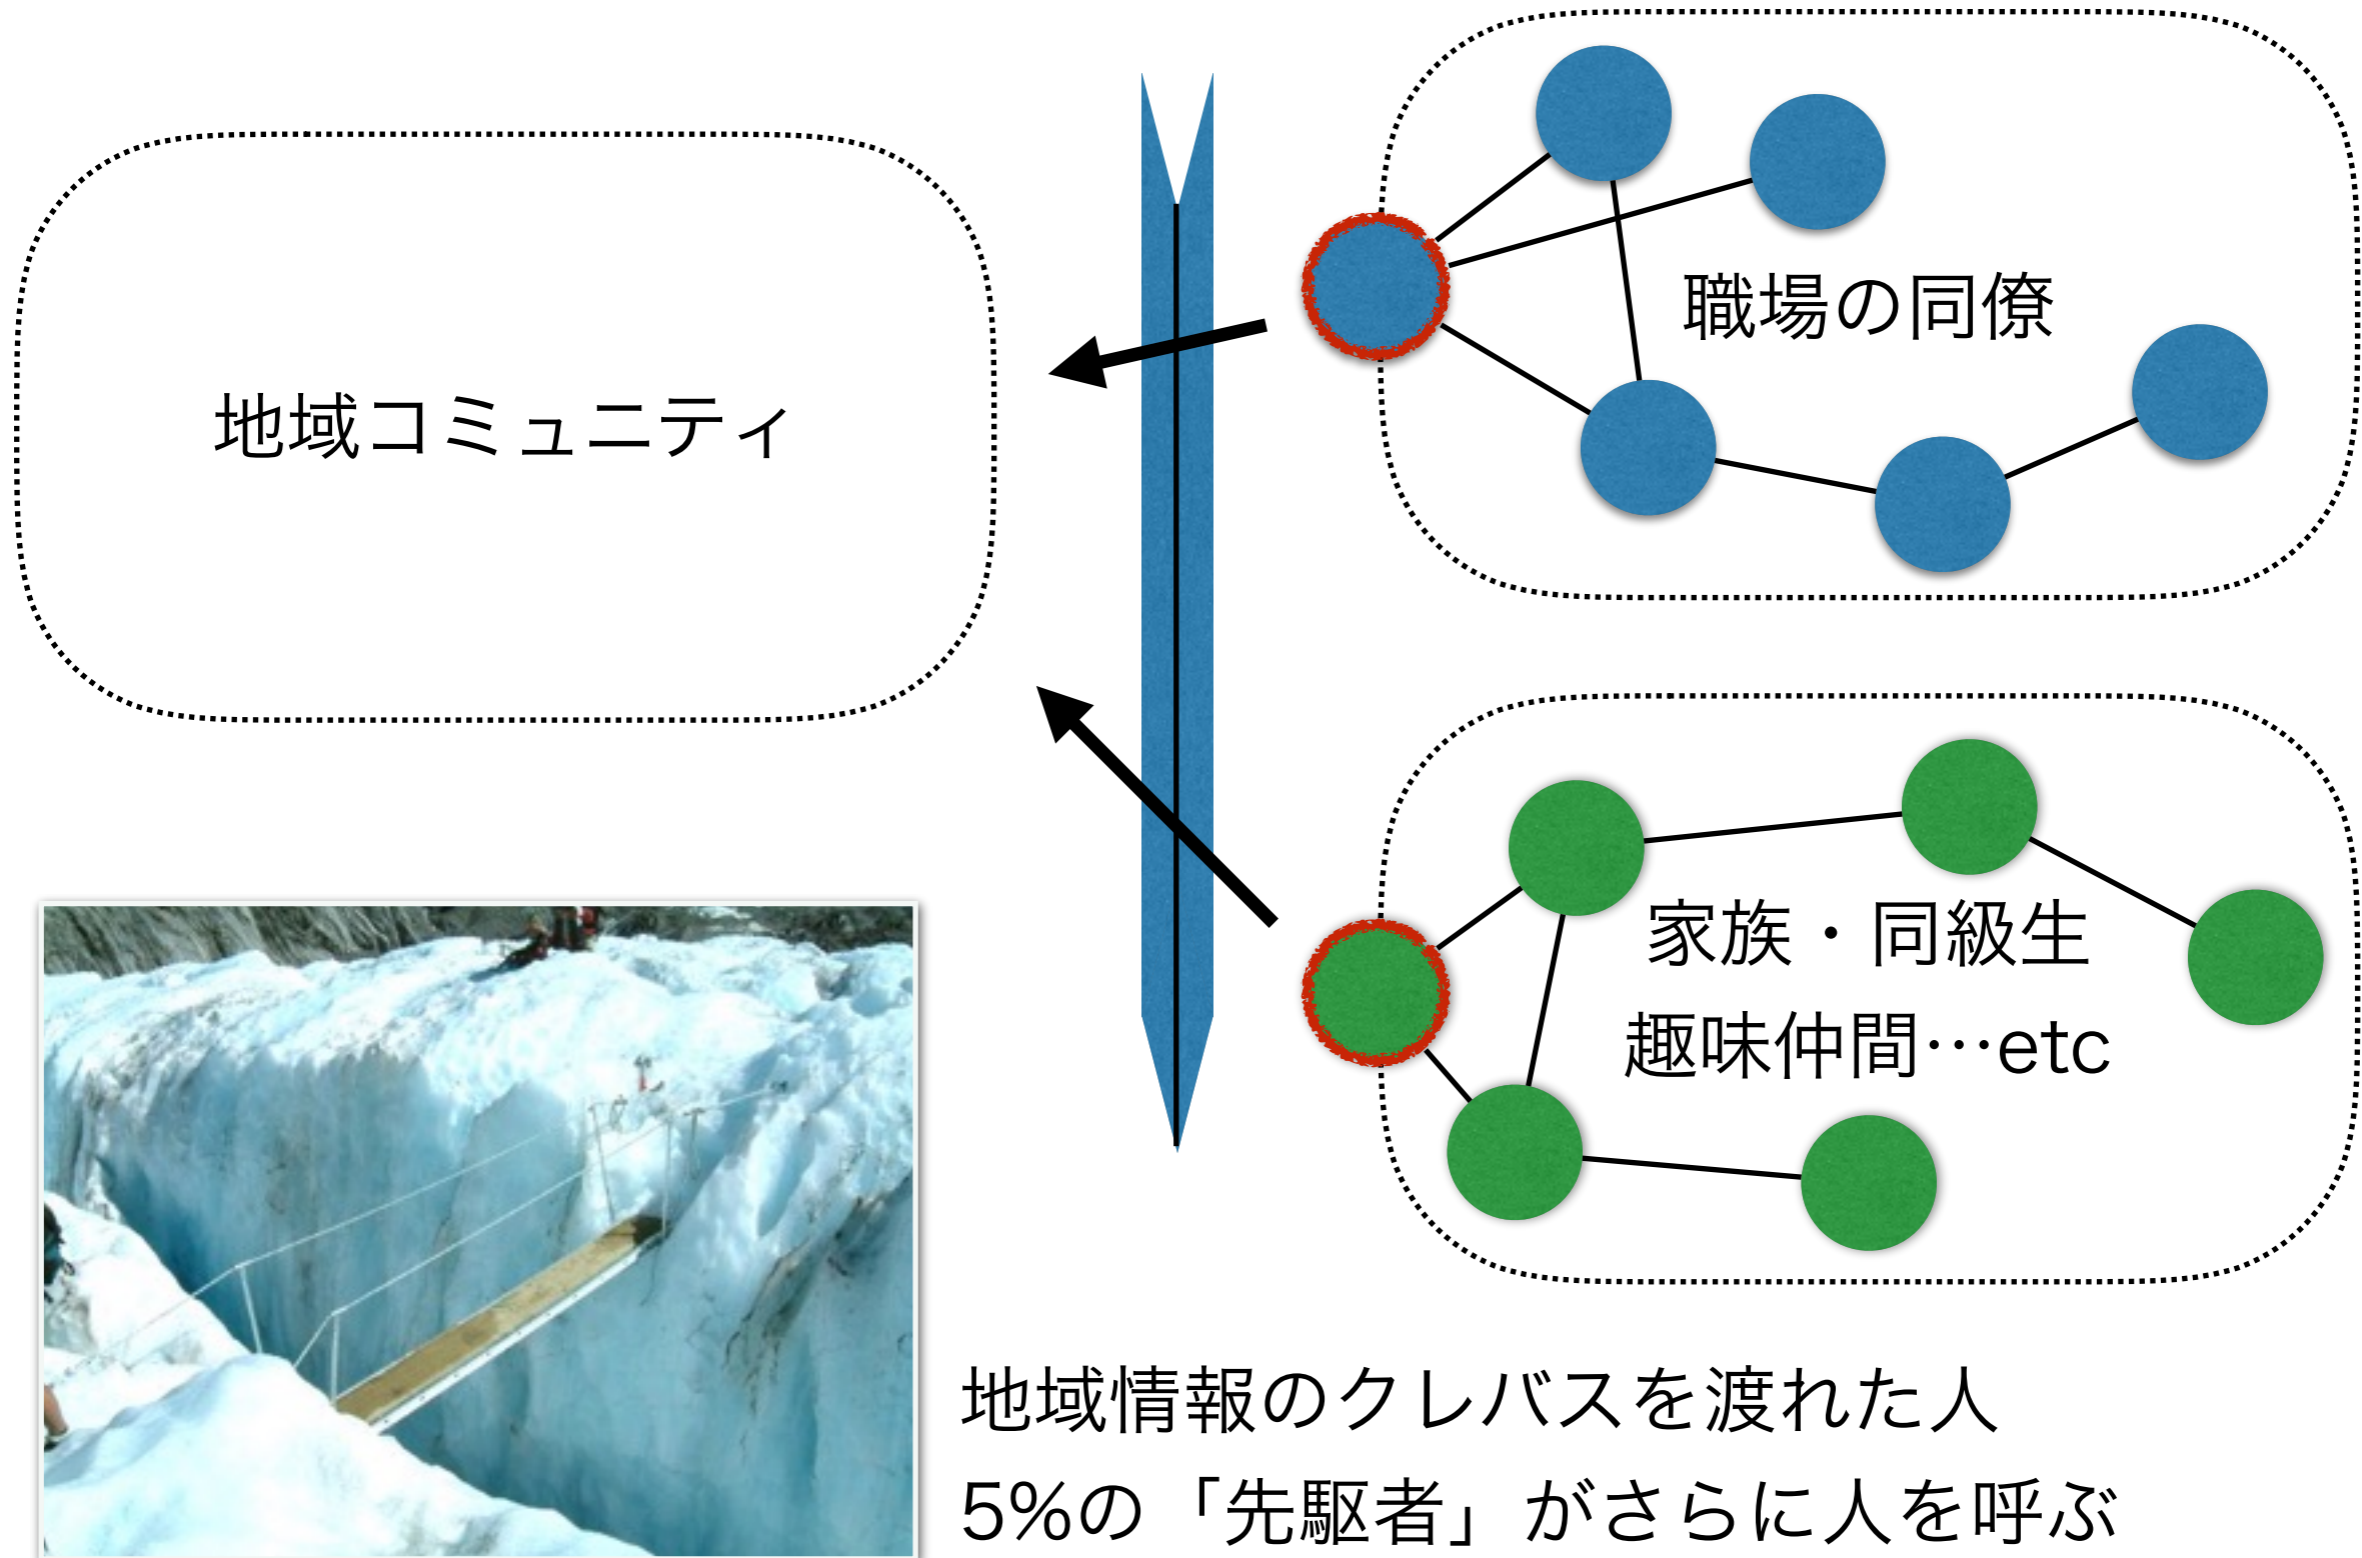 地域コミュニティ
職場の同僚
家族・同級生
趣味仲間…etc
地域情報のクレバスを渡れた人
5%の「先駆者」がさらに人を呼ぶ